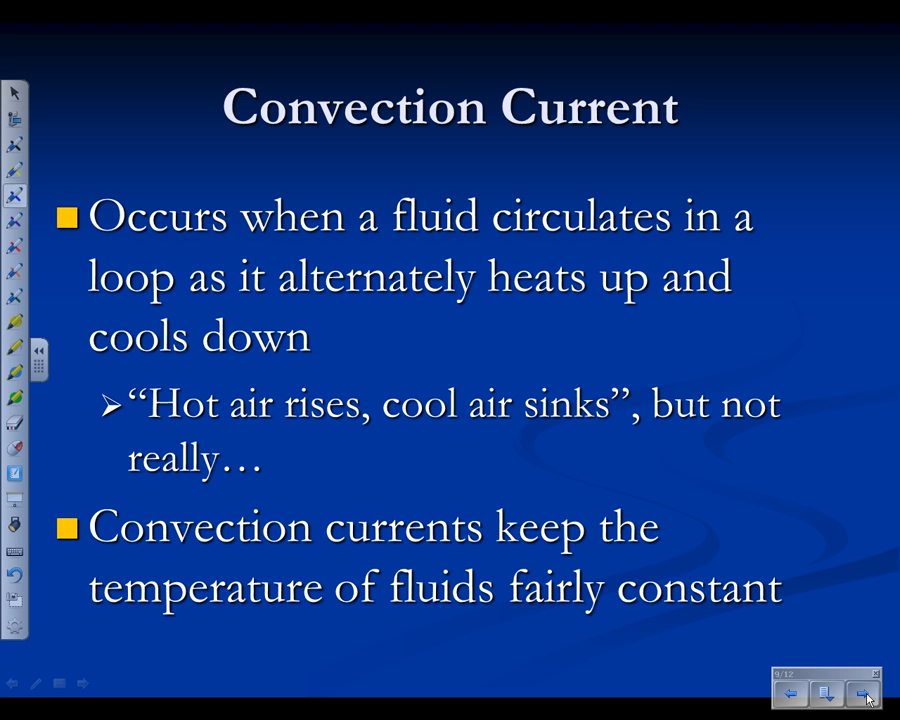 Convection Current
Occurs when a fluid circulates in a
loop as it alternately heats up and
cools down
“Hot air rises, cool air sinks”, but not
really…
Convection currents keep the
temperature of fluids fairly constant
9/12